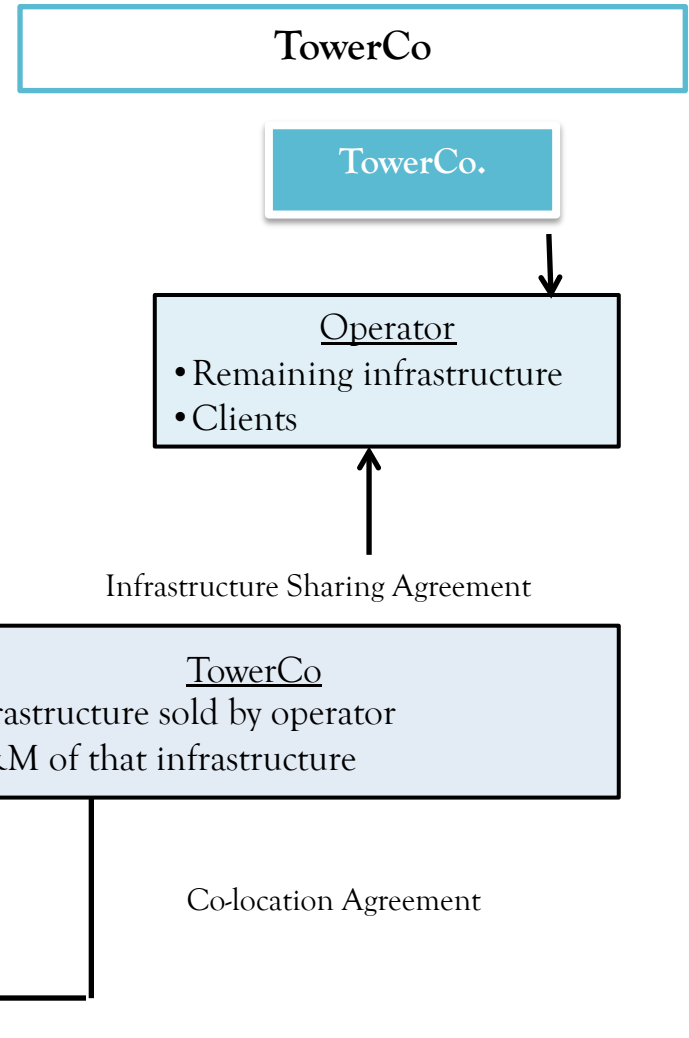 TowerCo
TowerCo.
Operator
•Remaining infrastructure
•Clients
Infrastructure Sharing Agreement
TowerCo
rastructure sold by operator
M of that infrastructure
Co-location Agreement